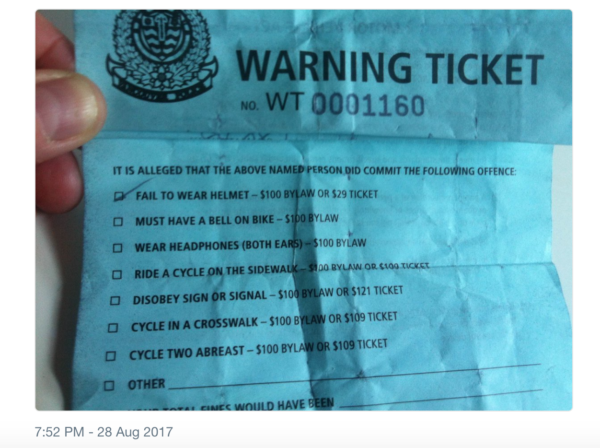 WARNING TICKET
NO. WT 0001160
IT IS ALLEGED THAT THE ABOVE NAMED PERSON DID COMMIT THE FOLLOWING OFFENCE:
FAIL TO WEAR HELMET – $100 BYLAW OR $29 TICKET
MUST HAVE A BELL ON BIKE – $100 BYLAW
WEAR HEADPHONES (BOTH EARS) – $100 BYLAW
RIDE A CYCLE ON THE SIDEWALK – $100 BYLAW OR $109 TICKET
DISOBEY SIGN OR SIGNAL – $100 BYLAW OR $121 TICKET
CYCLE IN A CROSSWALK – $100 BYLAW OR $109 TICKET
CYCLE TWO ABREAST – $100 BYLAW OR $109 TICKET
OTHER
YOUR TOTAL FINES WOULD HAVE BEEN
7:52 PM - 28 Aug 2017